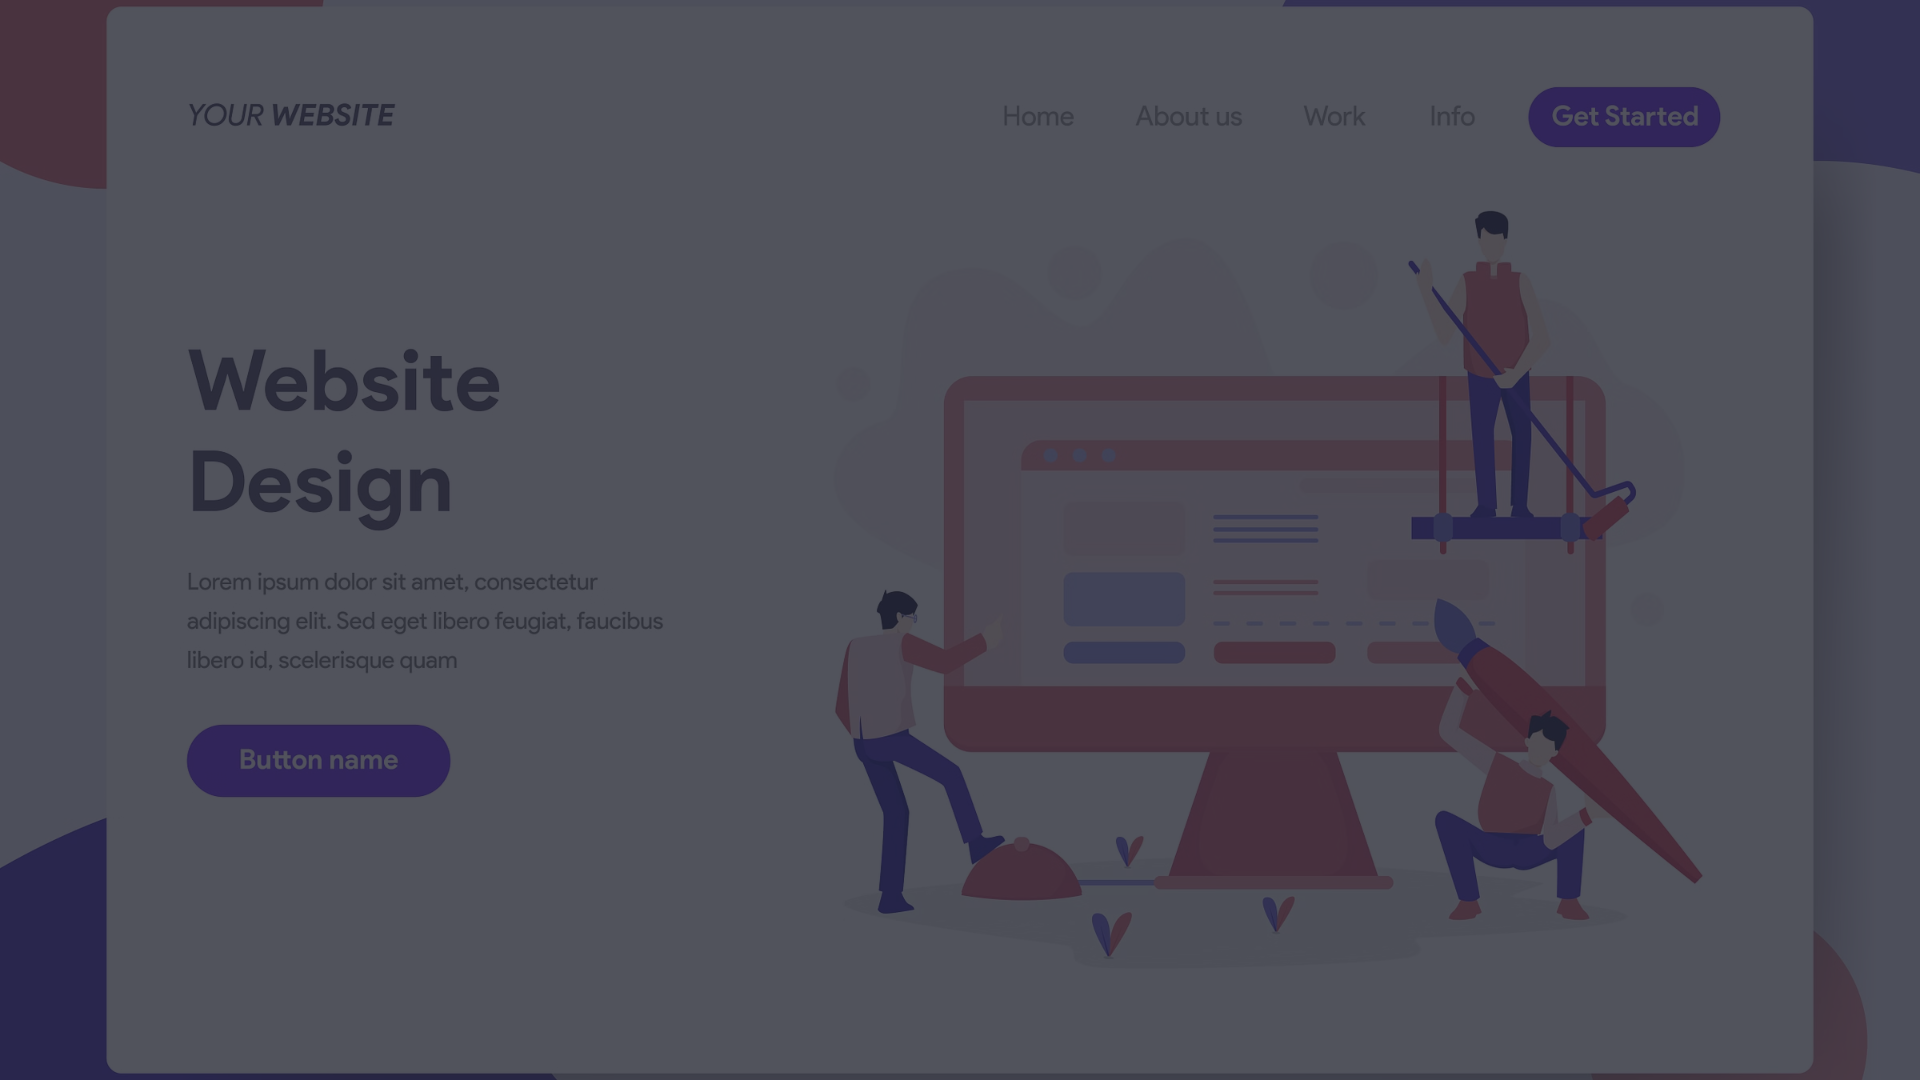 YOUR WEBSITE
Home About us Work Info Get Started
Website
Design
Lorem ipsum dolor sit amet, consectetur
adipiscing elit. Sed eget libero feugiat, faucibus
libero id, scelerisque quam
Button name